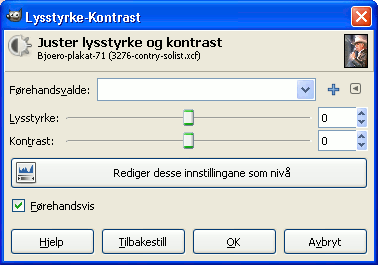 Lysstyrke-Kontrast
Juster lysstyrke og kontrast
Bjoero-plakat-71 (3276-contry-solist.xcf)
Førehandsvalde:
Lysstyrke: 0
Kontrast: 0
Rediger desse innstillingane som nivå
Førehandsvis
Hjelp Tilbakestill OK Avbryt